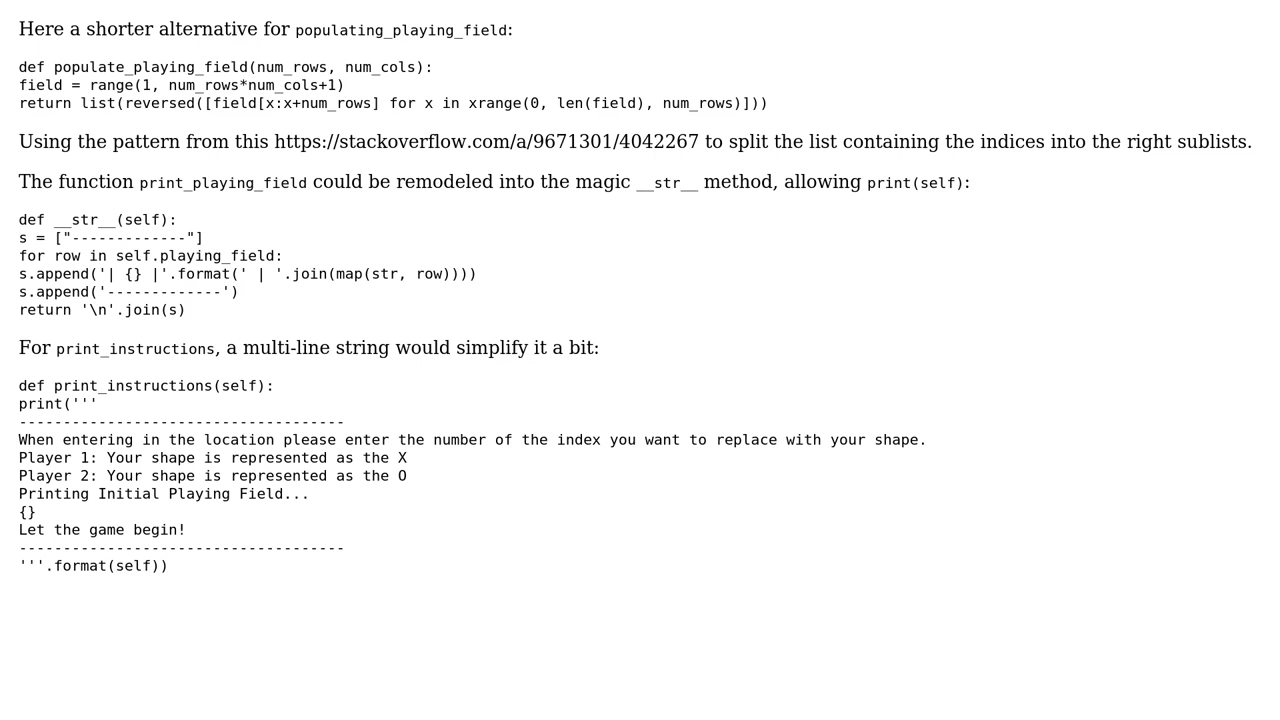 Here a shorter alternative for populating_playing_field:
def populate_playing_field(num_rows, num_cols):
field = range(1, num_rows*num_cols+1)
return list(reversed([field[x:x+num_rows] for x in xrange(0, len(field), num_rows)]))
Using the pattern from this https://stackoverflow.com/a/9671301/4042267 to split the list containing the indices into the right sublists.
The function print_playing_field could be remodeled into the magic __str__ method, allowing print(self):
def __str__(self):
s = ["-------------"]
for row in self.playing_field:
s.append('| {} |'.format(' | '.join(map(str, row))))
s.append('-------------')
return '\n'.join(s)
For print_instructions, a multi-line string would simplify it a bit:
def print_instructions(self):
print('''
-------------------------------------
When entering in the location please enter the number of the index you want to replace with your shape.
Player 1: Your shape is represented as the X
Player 2: Your shape is represented as the O
Printing Initial Playing Field...
{}
Let the game begin!
-------------------------------------
'''.format(self))